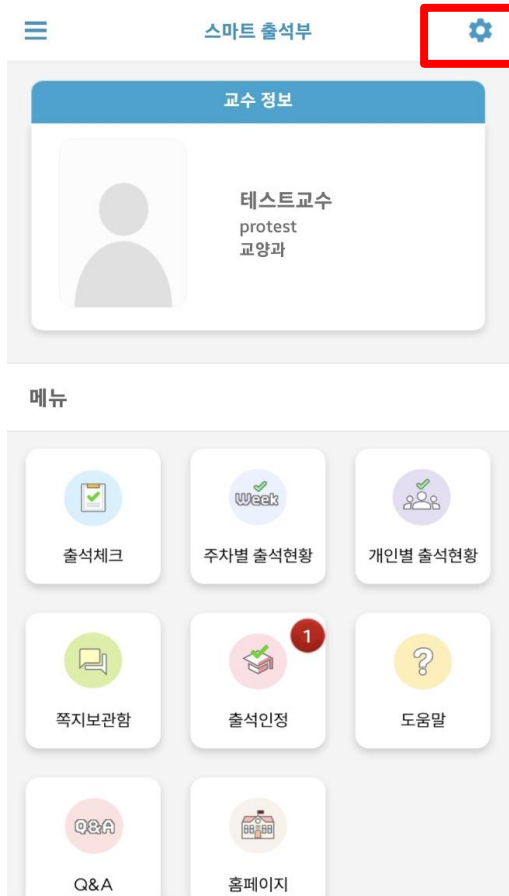 스마트 출석부
교수 정보
테스트교수
protest
교양과
메뉴
Week
출석체크
주차별 출석현황
개인별 출석현황
1
?
쪽지보관함
출석인정
도움말
Q&A
Q&A
홈페이지